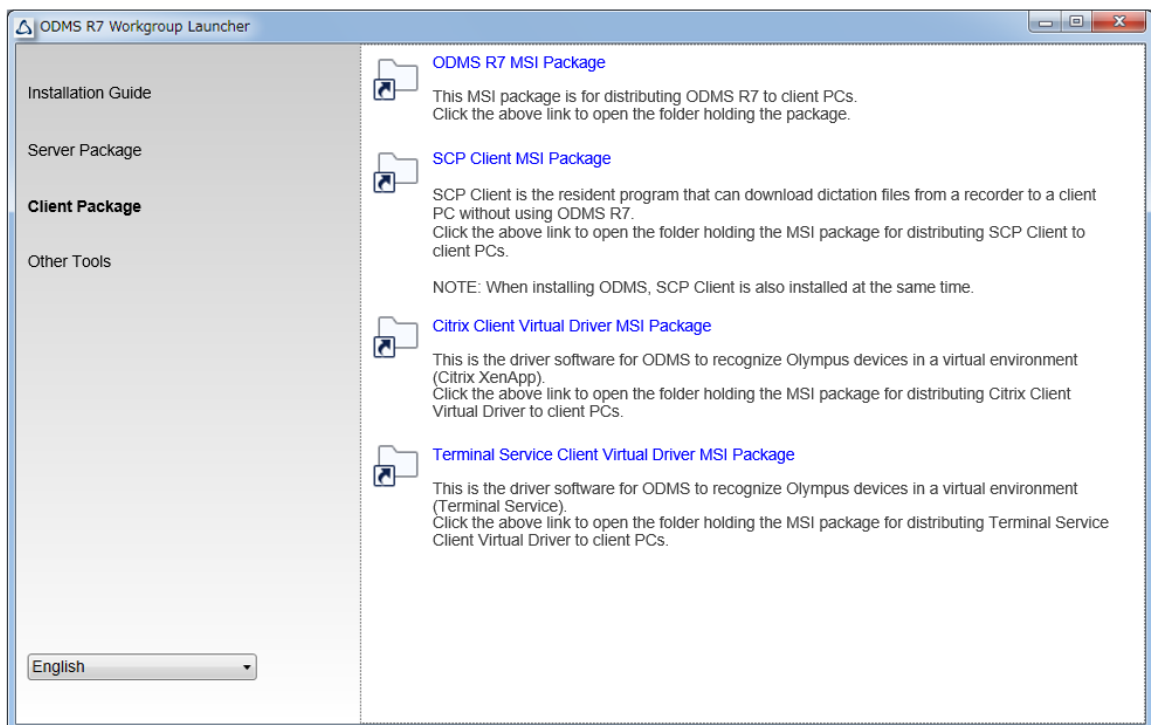 ODMS R7 Workgroup Launcher
Installation Guide
Server Package
Client Package
Other Tools
English
ODMS R7 MSI Package
This MSI package is for distributing ODMS R7 to client PCs.
Click the above link to open the folder holding the package.
SCP Client MSI Package
SCP Client is the resident program that can download dictation files from a recorder to a client
PC without using ODMS R7.
Click the above link to open the folder holding the MSI package for distributing SCP Client to
client PCs.
NOTE: When installing ODMS, SCP Client is also installed at the same time.
Citrix Client Virtual Driver MSI Package
This is the driver software for ODMS to recognize Olympus devices in a virtual environment
(Citrix XenApp).
Click the above link to open the folder holding the MSI package for distributing Citrix Client
Virtual Driver to client PCs.
Terminal Service Client Virtual Driver MSI Package
This is the driver software for ODMS to recognize Olympus devices in a virtual environment
(Terminal Service).
Click the above link to open the folder holding the MSI package for distributing Terminal Service
Client Virtual Driver to client PCs.